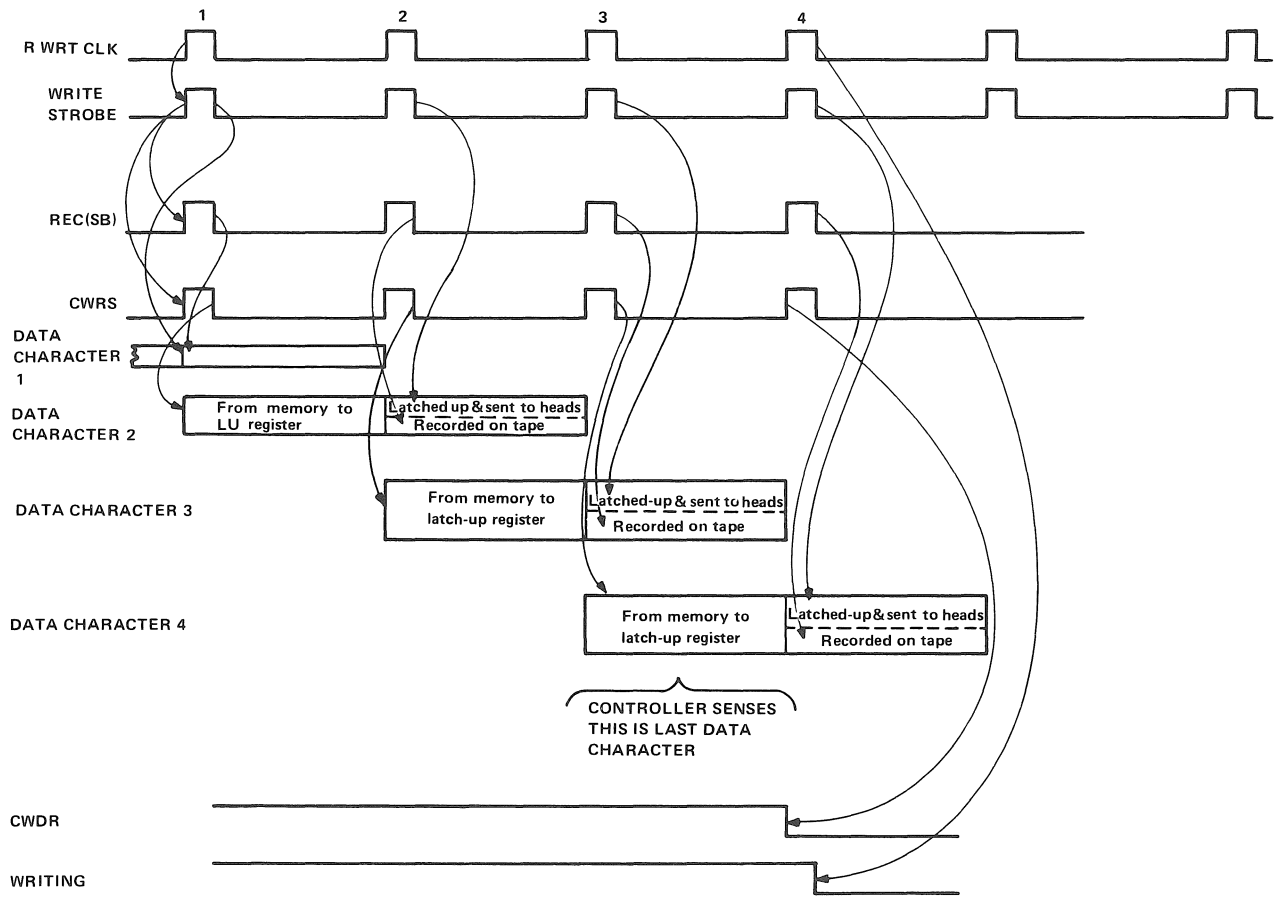 1 2 3 4
R WRT CLK
WRITE
STROBE
REC(SB)
CWRS
DATA
CHARACTER
1
DATA
CHARACTER 2
From memory to
LU register
Latched up & sent to heads
Recorded on tape
DATA CHARACTER 3
From memory to
latch-up register
Latched-up & sent to heads
Recorded on tape
DATA CHARACTER 4
From memory to
latch-up register
Latched-up & sent to heads
Recorded on tape
CONTROLLER SENSES
THIS IS LAST DATA
CHARACTER
CWDR
WRITING